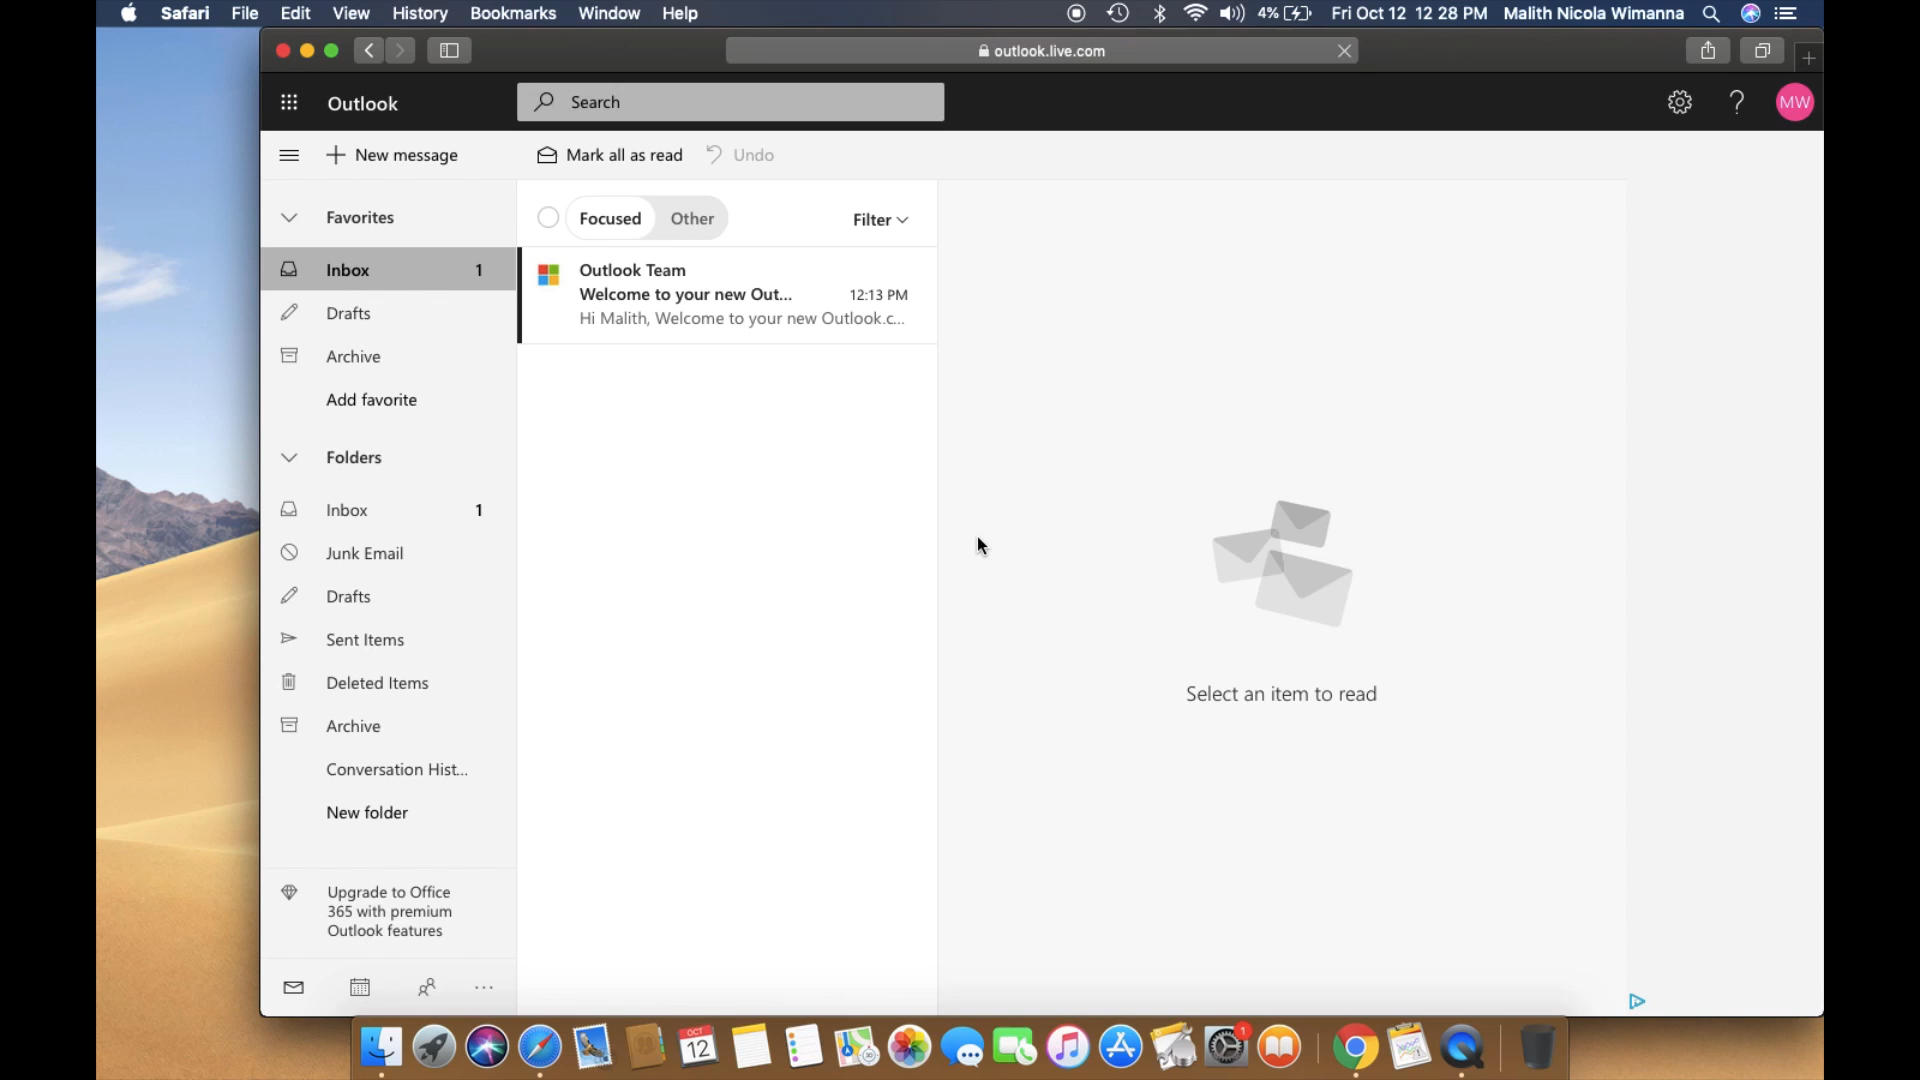 Safari File Edit View History Bookmarks Window Help 4% Fri Oct 12 12 28 PM Malith Nicola Wimanna
outlook.live.com
Outlook
Search
MW
New message
Mark all as read
Undo
Favorites
Inbox 1
Drafts
Archive
Add favorite
Folders
Inbox 1
Junk Email
Drafts
Sent Items
Deleted Items
Archive
Conversation Hist...
New folder
Upgrade to Office
365 with premium
Outlook features
Focused Other
Filter
Outlook Team
Welcome to your new Out... 12:13 PM
Hi Malith, Welcome to your new Outlook.c...
Select an item to read
OCT
12
1